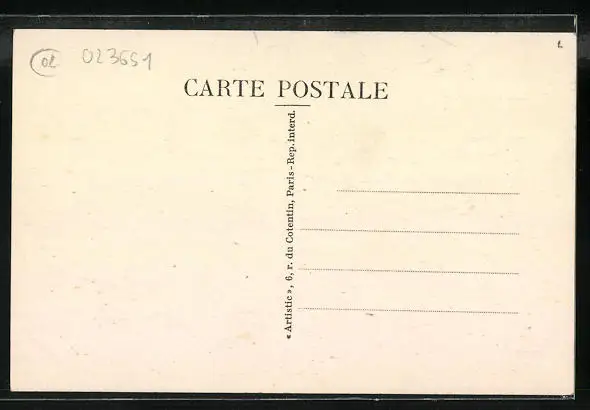 02 023651
CARTE POSTALE
« Artistic », 6, r. du Cotentin, Paris - Rep. interd.